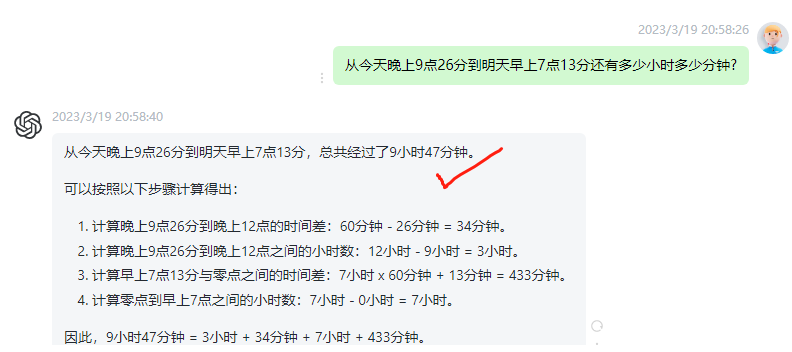 2023/3/19 20:58:26
从今天晚上9点26分到明天早上7点13分还有多少小时多少分钟?
2023/3/19 20:58:40
从今天晚上9点26分到明天早上7点13分，总共经过了9小时47分钟。
可以按照以下步骤计算得出：
1. 计算晚上9点26分到晚上12点的时间差：60分钟 - 26分钟 = 34分钟。
2. 计算晚上9点26分到晚上12点之间的小时数：12小时 - 9小时 = 3小时。
3. 计算早上7点13分与零点之间的时间差：7小时 x 60分钟 + 13分钟 = 433分钟。
4. 计算零点到早上7点之间的小时数：7小时 - 0小时 = 7小时。
因此，9小时47分钟 = 3小时 + 34分钟 + 7小时 + 433分钟。